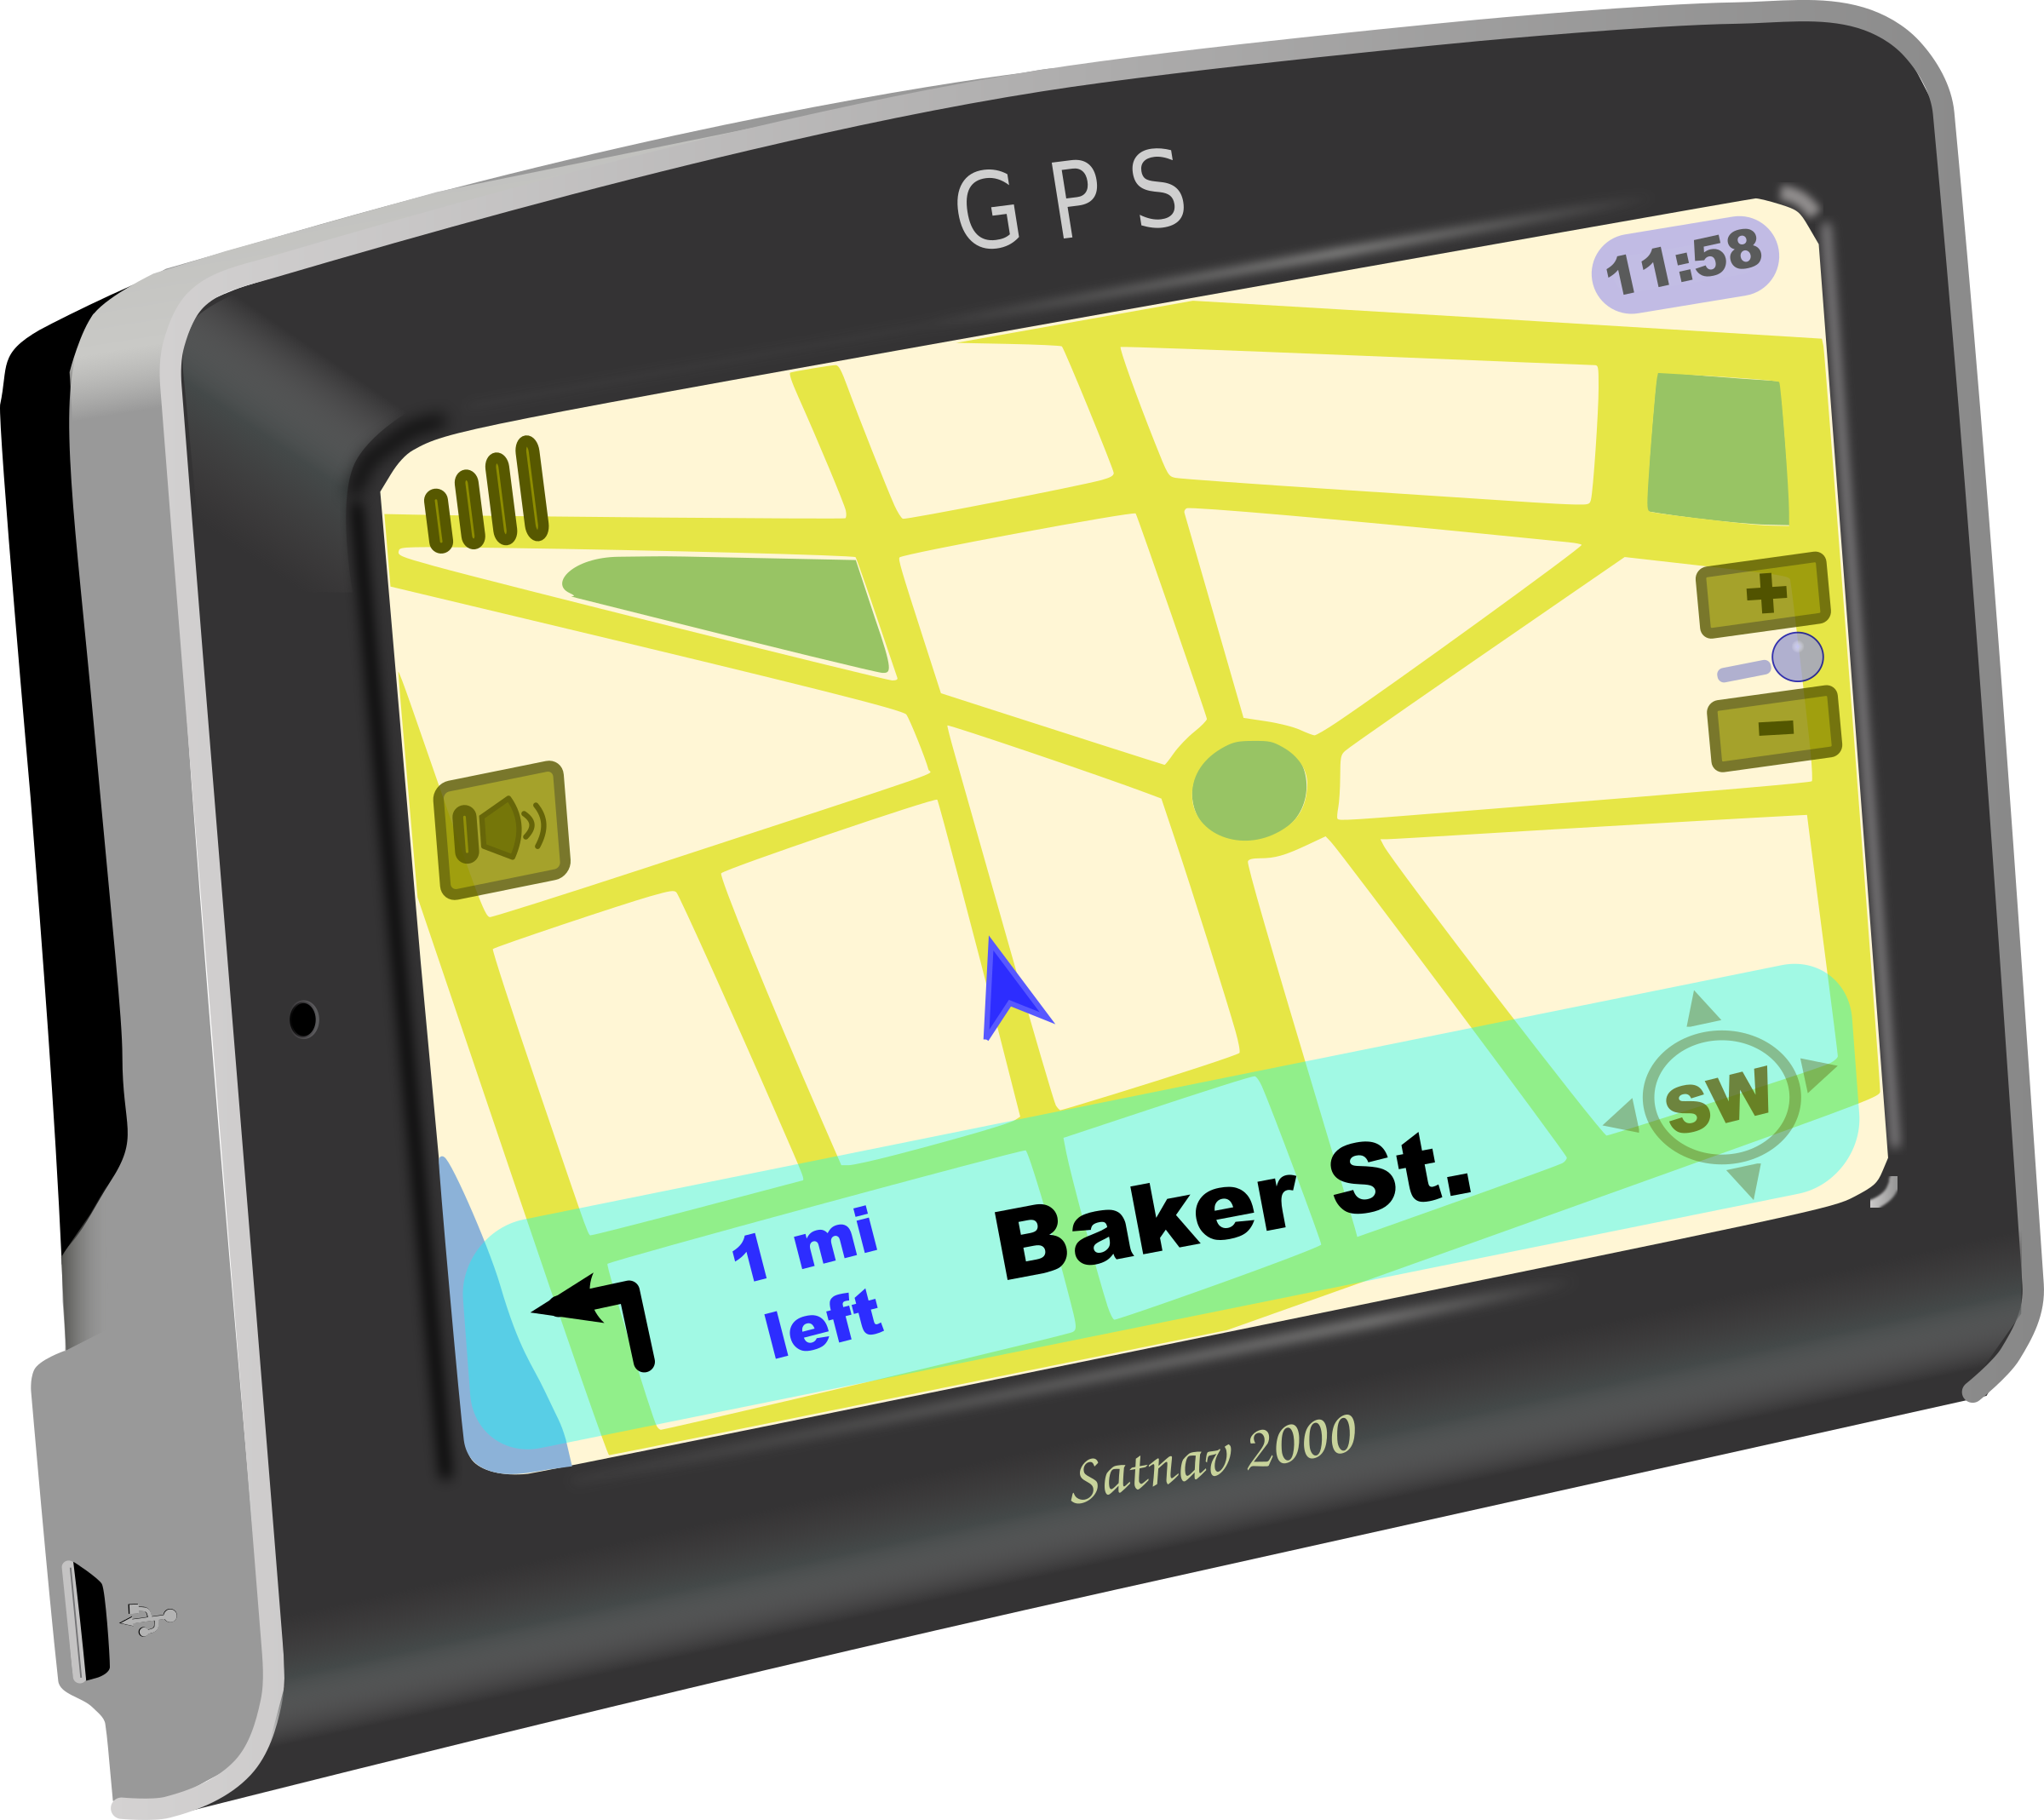 GPS
11:58
+
-
SW
1 mi
left
Baker St.
Satnav 2000